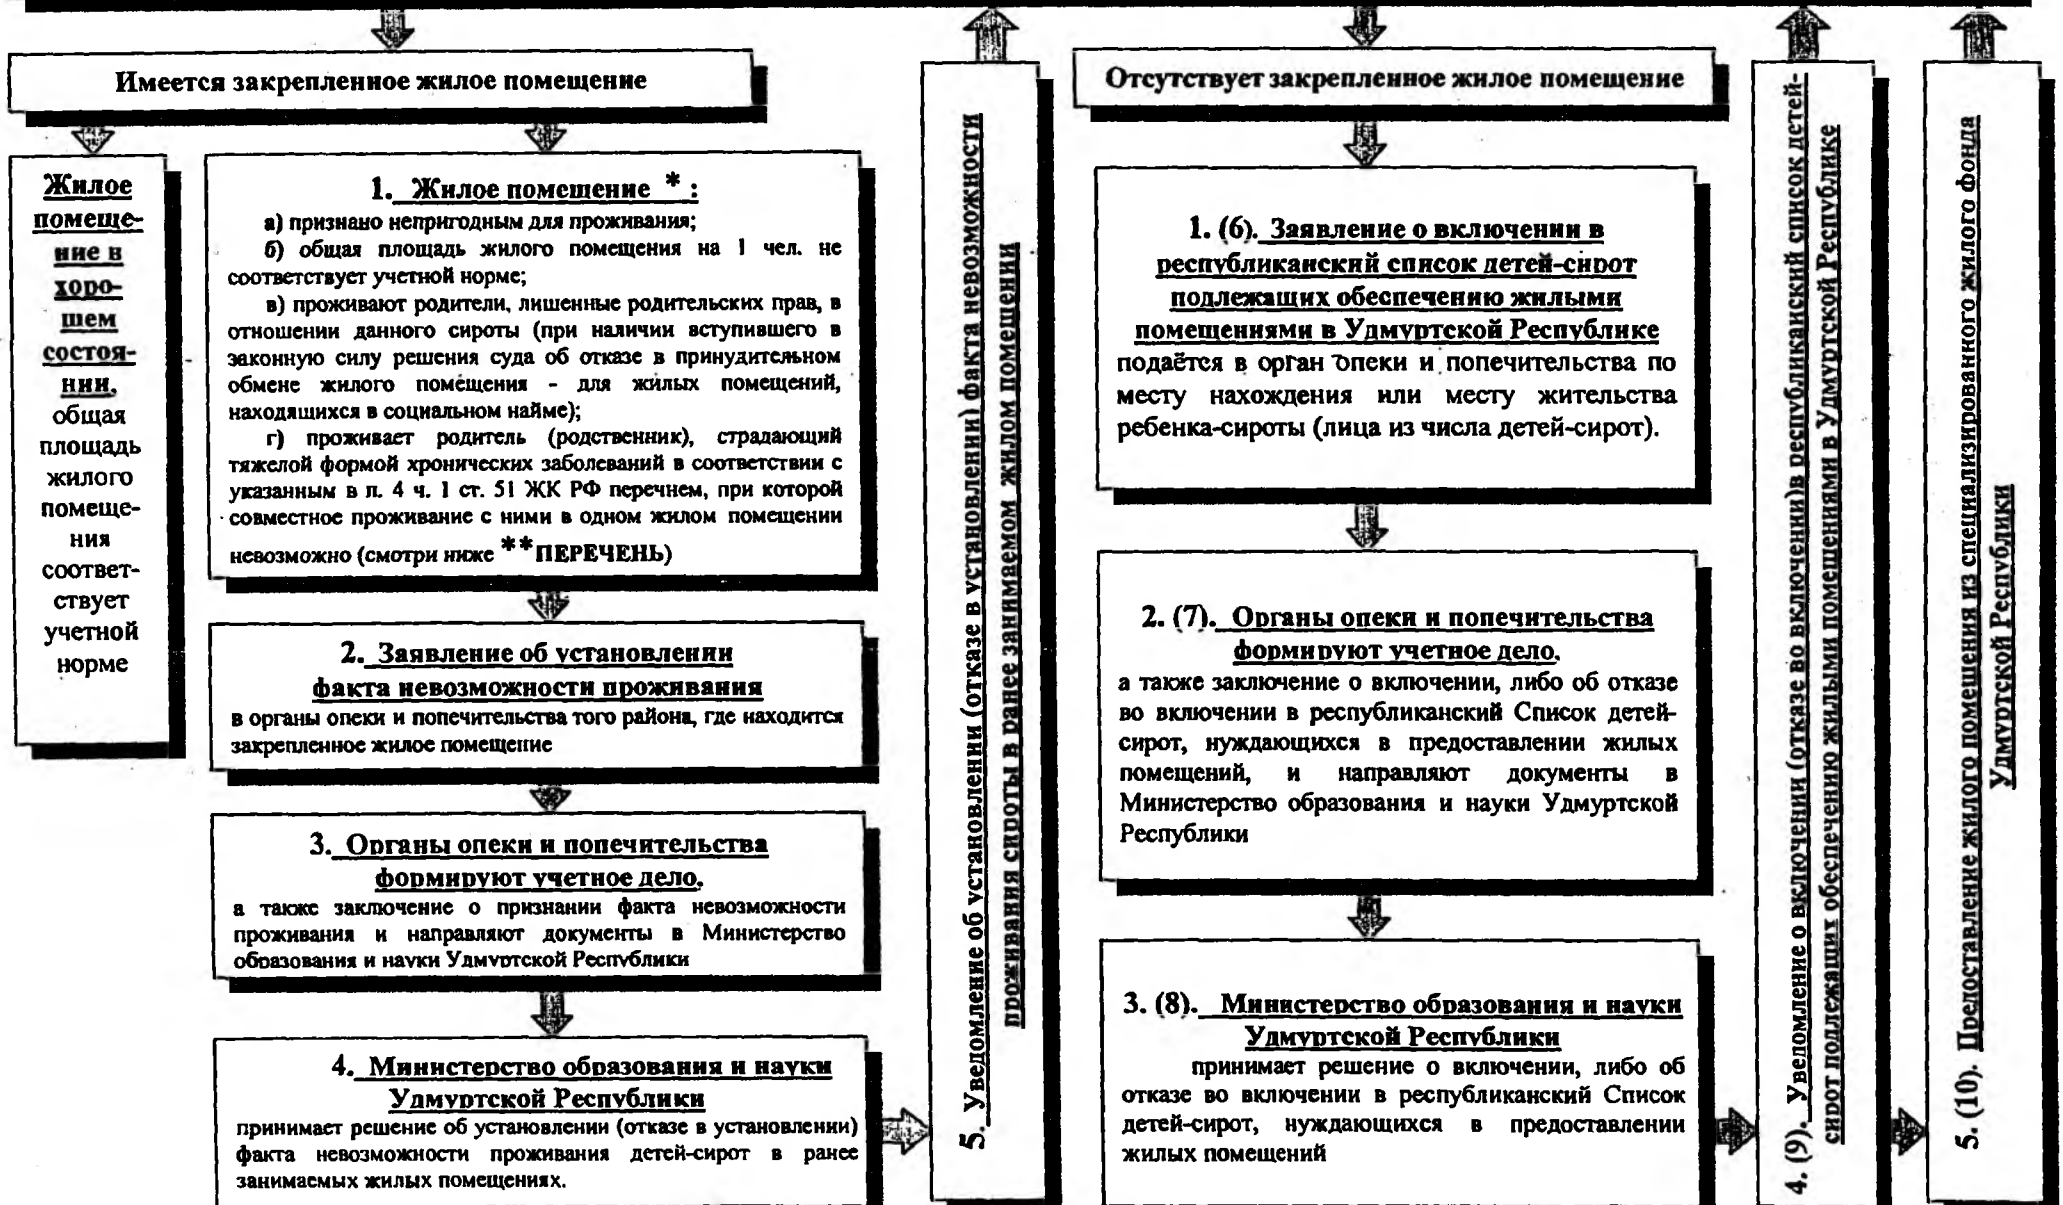 Имеется закрепленное жилое помещение
Жилое
помеще-
ние в
хоро-
шем
состоя-
нии,
общая
площадь
жилого
помеще-
ния
соответ-
ствует
учетной
норме
1. Жилое помещение * :
а) признано непригодным для проживания;
б) общая площадь жилого помещения на 1 чел. не
соответствует учетной норме;
в) проживают родители, лишенные родительских прав, в
отношении данного сироты (при наличии вступившего в
законную силу решения суда об отказе в принудительном
обмене жилого помещения - для жилых помещений,
находящихся в социальном найме);
г) проживает родитель (родственник), страдающий
тяжелой формой хронических заболеваний в соответствии с
указанным в п. 4 ч. 1 ст. 51 ЖК РФ перечнем, при которой
совместное проживание с ними в одном жилом помещении
невозможно (смотри ниже **ПЕРЕЧЕНЬ)
2. Заявление об установлении
факта невозможности проживания
в органы опеки и попечительства того района, где находится
закрепленное жилое помещение
3. Органы опеки и попечительства
формируют учетное дело,
а также заключение о признании факта невозможности
проживания и направляют документы в Министерство
образования и науки Удмуртской Республики
4. Министерство образования и науки
Удмуртской Республики
принимает решение об установлении (отказе в установлении)
факта невозможности проживания детей-сирот в ранее
занимаемых жилых помещениях.
5. Уведомление об установлении (отказе в установлении) факта невозможности
проживания сироты в ранее занимаемом жилом помещении
Отсутствует закрепленное жилое помещение
1. (6). Заявление о включении в
республиканский список детей-сирот
подлежащих обеспечению жилыми
помещениями в Удмуртской Республике
подаётся в орган опеки и попечительства по
месту нахождения или месту жительства
ребенка-сироты (лица из числа детей-сирот).
2. (7). Органы опеки и попечительства
формируют учетное дело,
а также заключение о включении, либо об отказе
во включении в республиканский Список детей-
сирот, нуждающихся в предоставлении жилых
помещений, и направляют документы в
Министерство образования и науки Удмуртской
Республики
3. (8). Министерство образования и науки
Удмуртской Республики
принимает решение о включении, либо об
отказе во включении в республиканский Список
детей-сирот, нуждающихся в предоставлении
жилых помещений
4. (9). Уведомление о включении (отказе во включении)в республиканский список детей-
сирот подлежащих обеспечению жилыми помещениями в Удмуртской Республике
5. (10). Предоставление жилого помещения из специализированного жилого фонда
Удмуртской Республики